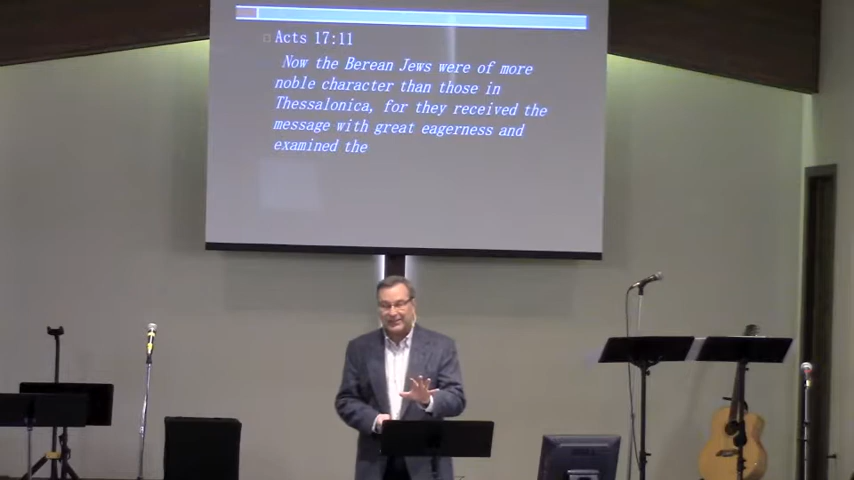 Acts 17:11
Now the Berean Jews were of more
noble character than those in
Thessalonica, for they received the
message with great eagerness and
examined the